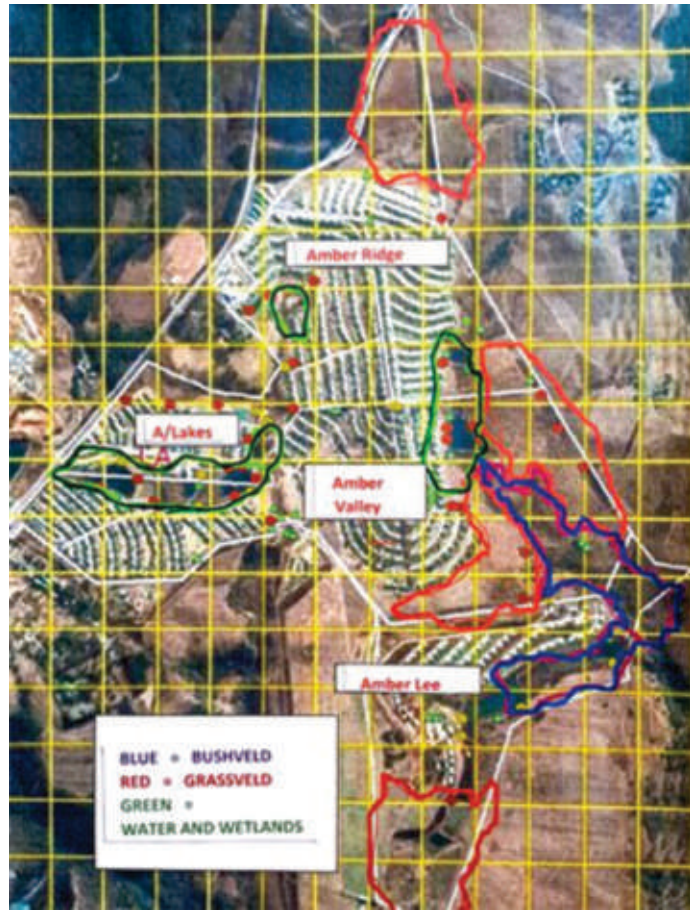 Amber Ridge
A/Lakes
Amber
Valley
Amber Lee
BLUE = BUSHVELD
RED = GRASSVELD
GREEN =
WATER AND WETLANDS